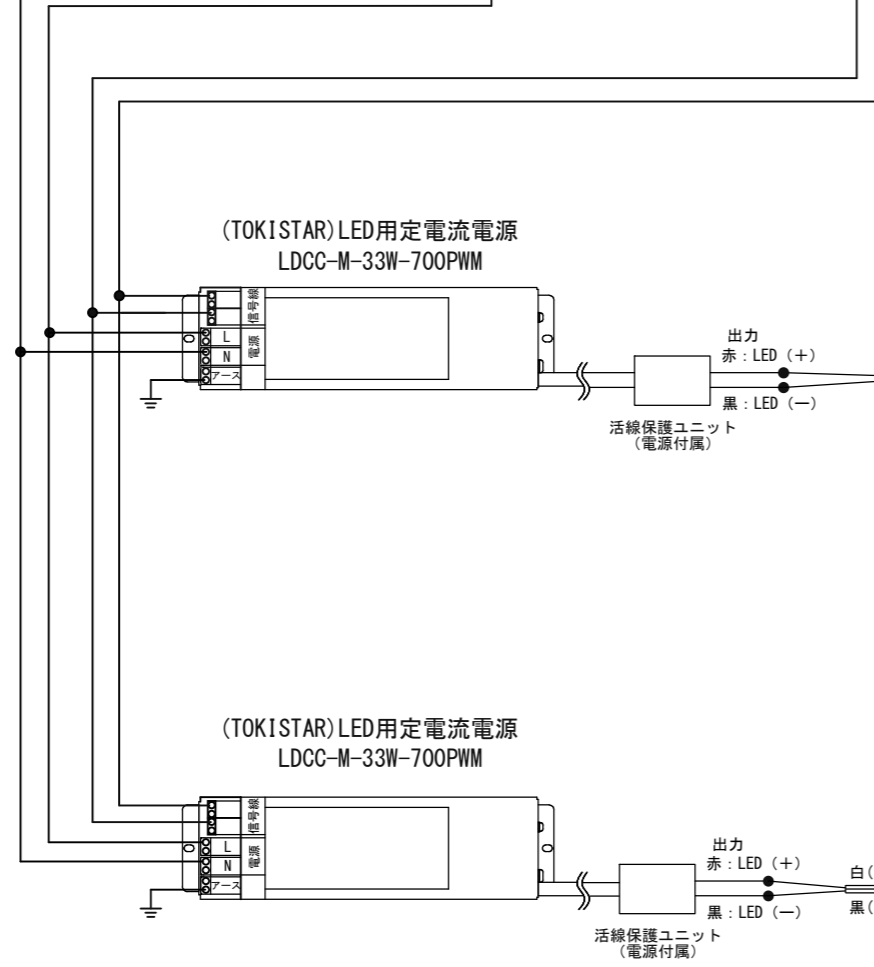 (TOKISTAR)LED用定電流電源
LDCC-M-33W-700PWM
信号線
L
N
電源
アース
出力
赤：LED（+）
黒：LED（ー）
活線保護ユニット
（電源付属）
(TOKISTAR)LED用定電流電源
LDCC-M-33W-700PWM
信号線
L
N
電源
アース
出力
赤：LED（+）
黒：LED（ー）
白(
黒(
活線保護ユニット
（電源付属）